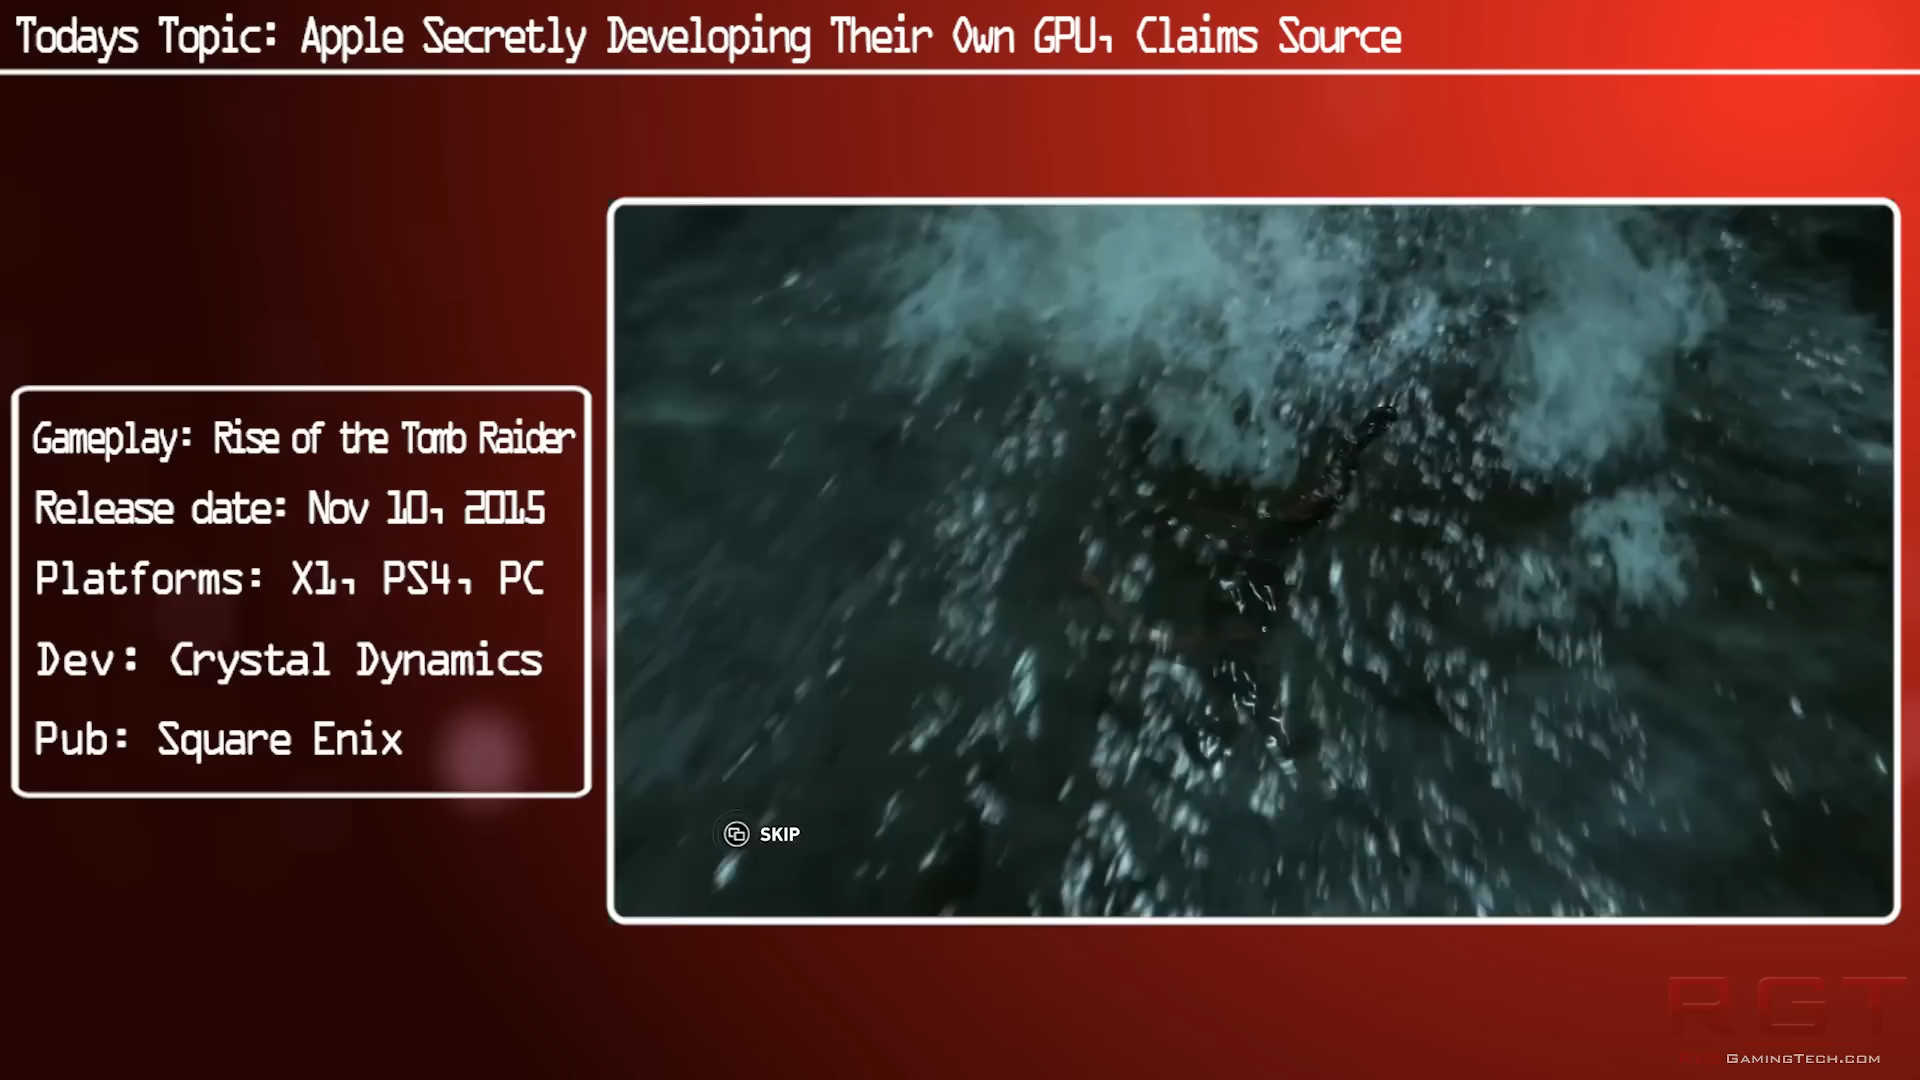 Todays Topic: Apple Secretly Developing Their Own GPU, Claims Source
Gameplay: Rise of the Tomb Raider
Release date: Nov 10, 2015
Platforms: X1, PS4, PC
Dev: Crystal Dynamics
Pub: Square Enix
SKIP
RGT
GamingTech.com